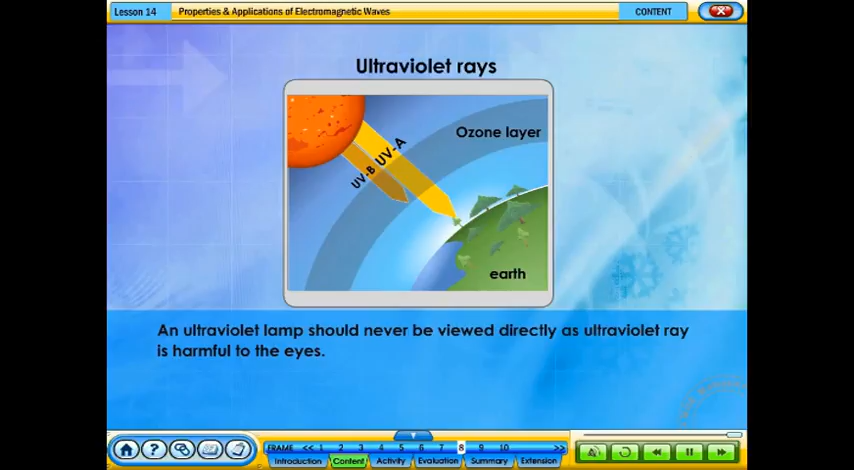 Lesson 14
Properties & Applications of Electromagnetic Waves
CONTENT
Ultraviolet rays
Ozone layer
UV-A
UV-B
earth
An ultraviolet lamp should never be viewed directly as ultraviolet ray
is harmful to the eyes.
FRAME << 1 2 3 4 5 6 7 8 9 10 >>
Introduction Content Activity Evaluation Summary Extension